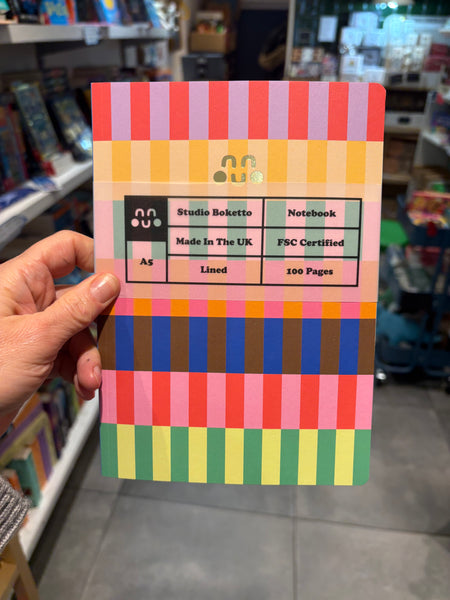 Studio Boketto Notebook
Made In The UK FSC Certified
A5 Lined 100 Pages